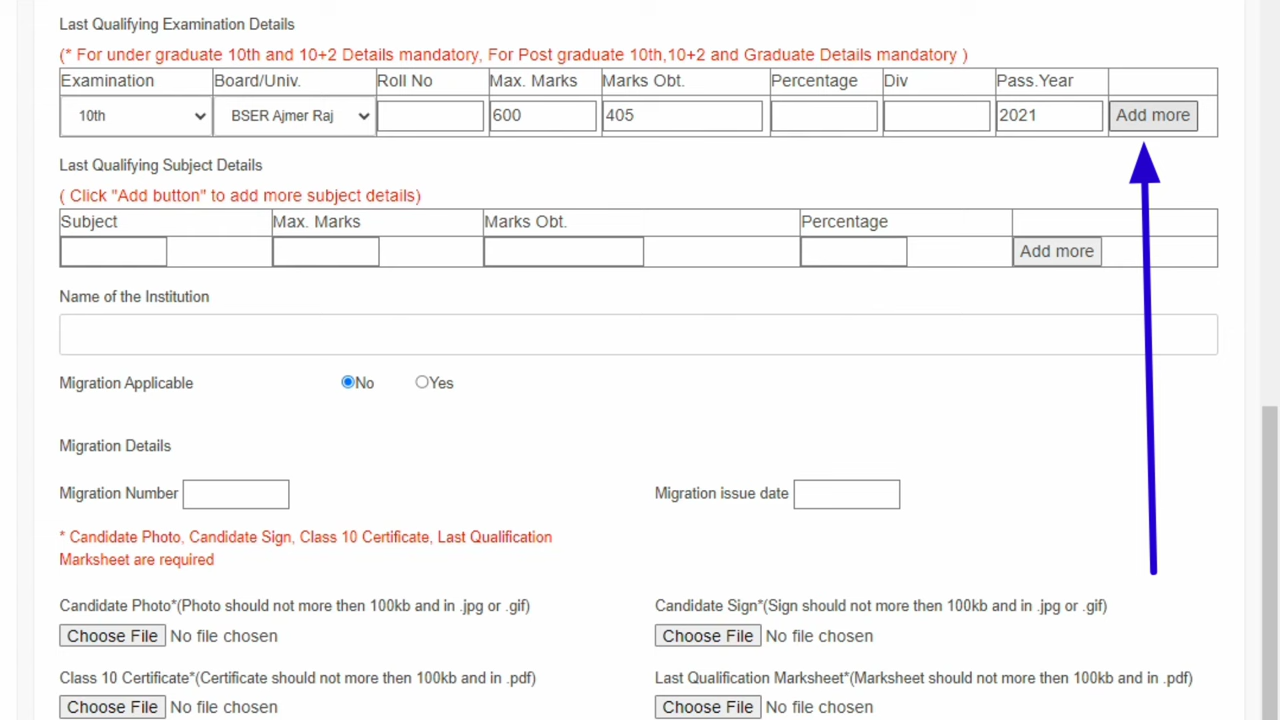 Last Qualifying Examination Details
(* For under graduate 10th and 10+2 Details mandatory, For Post graduate 10th,10+2 and Graduate Details mandatory )
Examination Board/Univ. Roll No Max. Marks Marks Obt. Percentage Div Pass.Year
10th BSER Ajmer Raj 600 405 2021 Add more
Last Qualifying Subject Details
( Click "Add button" to add more subject details)
Subject Max. Marks Marks Obt. Percentage
Add more
Name of the Institution
Migration Applicable No Yes
Migration Details
Migration Number Migration issue date
* Candidate Photo, Candidate Sign, Class 10 Certificate, Last Qualification
Marksheet are required
Candidate Photo*(Photo should not more then 100kb and in .jpg or .gif) Candidate Sign*(Sign should not more then 100kb and in .jpg or .gif)
Choose File No file chosen Choose File No file chosen
Class 10 Certificate*(Certificate should not more then 100kb and in .pdf) Last Qualification Marksheet*(Marksheet should not more then 100kb and in .pdf)
Choose File No file chosen Choose File No file chosen